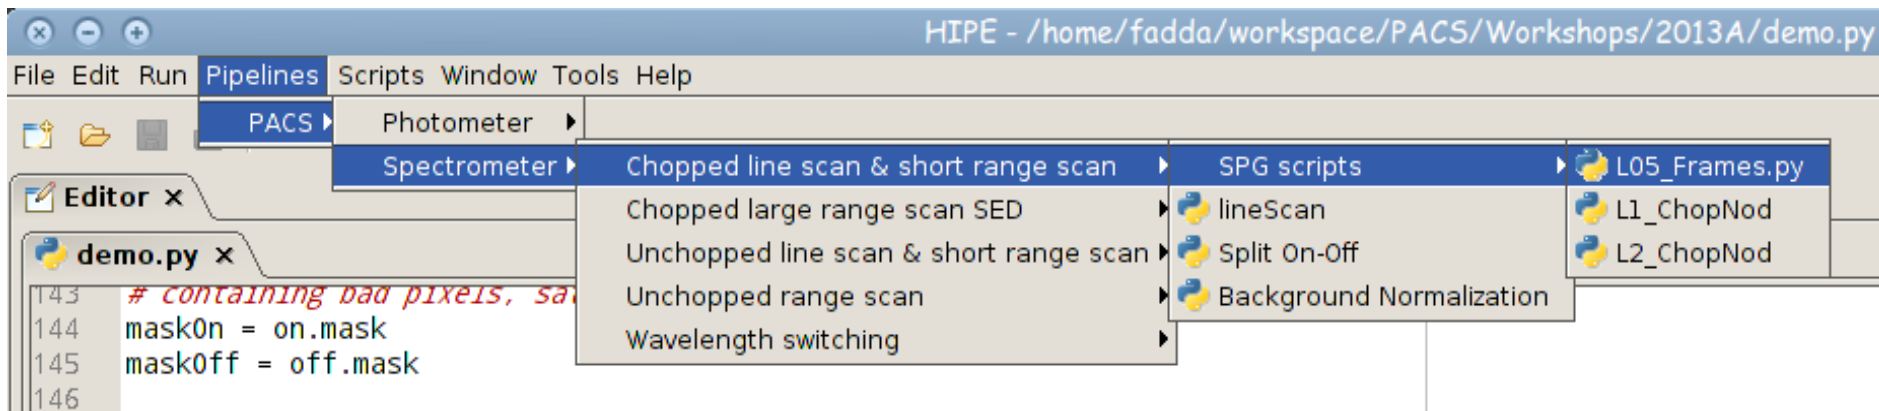 HIPE - /home/fadda/workspace/PACS/Workshops/2013A/demo.py
File Edit Run Pipelines Scripts Window Tools Help
PACS Photometer
Spectrometer Chopped line scan & short range scan SPG scripts L05_Frames.py
Editor x Chopped large range scan SED lineScan L1_ChopNod
demo.py x Unchopped line scan & short range scan Split On-Off L2_ChopNod
143 # containing bad pixels, Unchopped range scan Background Normalization
144 maskOn = on.mask Wavelength switching
145 maskOff = off.mask
146